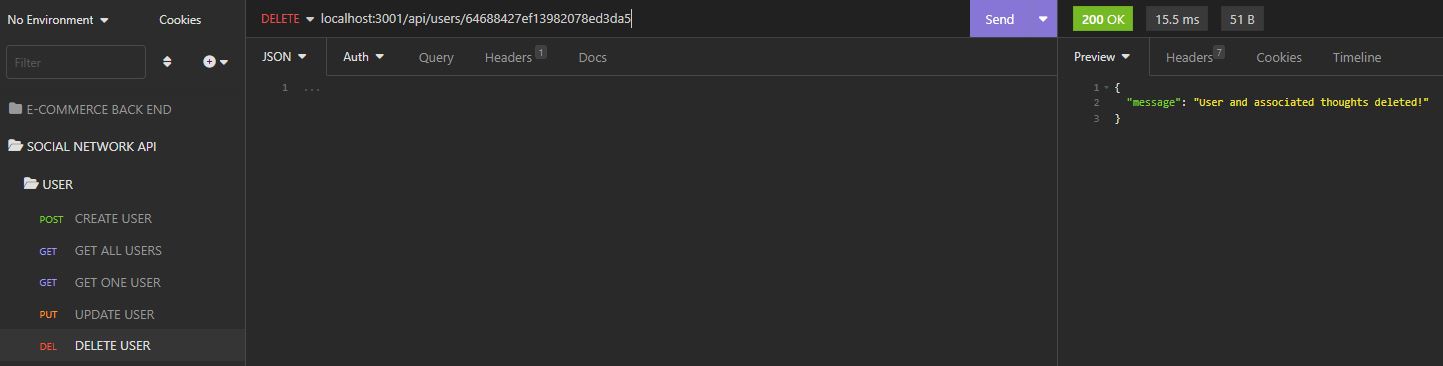 No Environment Cookies
DELETE localhost:3001/api/users/64688427ef13982078ed3da5 Send 200 OK 15.5 ms 51 B
Filter
JSON Auth Query Headers 1 Docs
Preview Headers 7 Cookies Timeline
1 ...
1 {
2 "message": "User and associated thoughts deleted!"
3 }
E-COMMERCE BACK END
SOCIAL NETWORK API
USER
POST CREATE USER
GET GET ALL USERS
GET GET ONE USER
PUT UPDATE USER
DEL DELETE USER